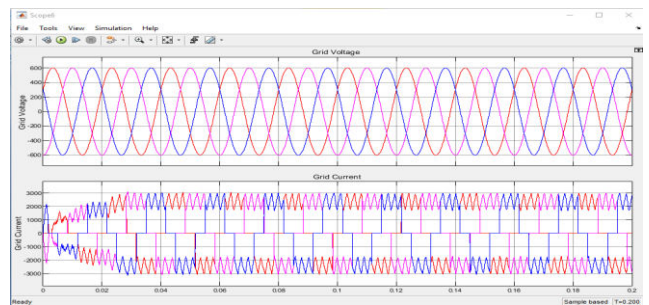 Scope6
File Tools View Simulation Help
Grid Voltage
Grid Voltage
600
400
200
0
-200
-400
-600
Grid Current
Grid Current
3000
2000
1000
0
-1000
-2000
-3000
0 0.02 0.04 0.06 0.08 0.1 0.12 0.14 0.16 0.18 0.2
Ready
Sample based T=0.200